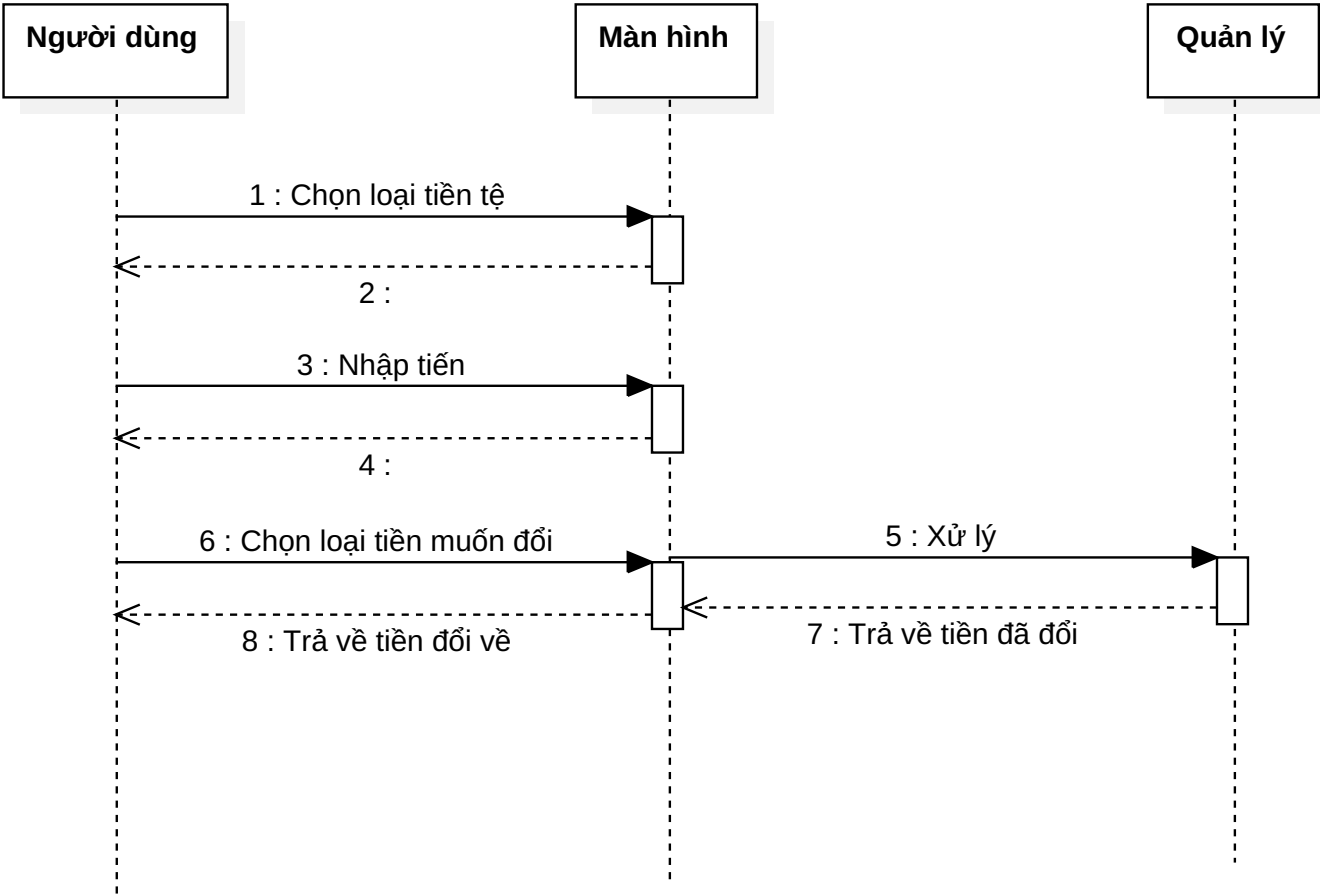 Người dùng
Màn hình
Quản lý
1 : Chọn loại tiền tệ
2 :
3 : Nhập tiến
4 :
5 : Xử lý
6 : Chọn loại tiền muốn đổi
7 : Trả về tiền đã đổi
8 : Trả về tiền đổi về